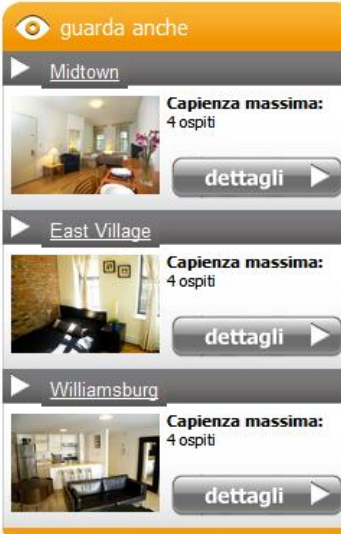 guarda anche
Midtown
Capienza massima:
4 ospiti
dettagli
East Village
Capienza massima:
4 ospiti
dettagli
Williamsburg
Capienza massima:
4 ospiti
dettagli